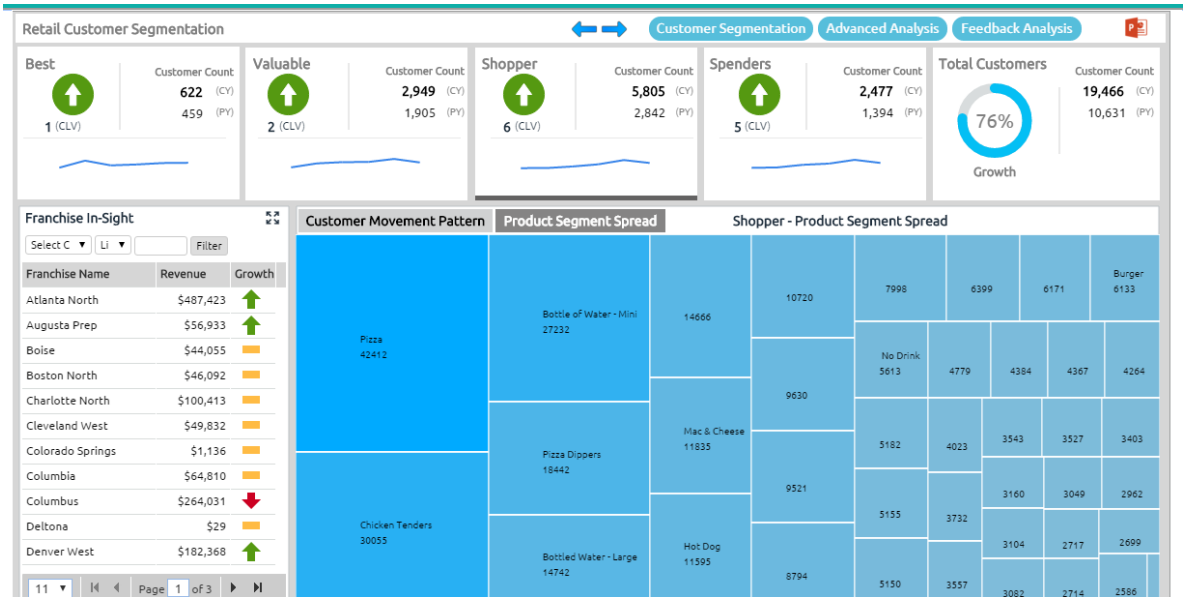 Retail Customer Segmentation
Customer Segmentation
Advanced Analysis
Feedback Analysis
Best
Customer Count
622 (CY)
459 (PY)
1 (CLV)
Valuable
Customer Count
2,949 (CY)
1,905 (PY)
2 (CLV)
Shopper
Customer Count
5,805 (CY)
2,842 (PY)
6 (CLV)
Spenders
Customer Count
2,477 (CY)
1,394 (PY)
5 (CLV)
Total Customers
Customer Count
19,466 (CY)
10,631 (PY)
76%
Growth
Franchise In-Sight
Select C
Li
Filter
Franchise Name Revenue Growth
Atlanta North $487,423
Augusta Prep $56,933
Boise $44,055
Boston North $46,092
Charlotte North $100,413
Cleveland West $49,832
Colorado Springs $1,136
Columbia $64,810
Columbus $264,031
Deltona $29
Denver West $182,368
11 Page 1 of 3
Customer Movement Pattern
Product Segment Spread
Shopper - Product Segment Spread
Pizza
42412
Chicken Tenders
30055
Bottle of Water - Mini
27232
Pizza Dippers
18442
Bottled Water - Large
14742
14666
Mac & Cheese
11835
Hot Dog
11595
10720
9630
9521
8794
7998
6399
6171
Burger
6133
No Drink
5613
4779
4384
4367
4264
5182
4023
3543
3527
3403
5155
3732
3160
3049
2962
3104
2717
2699
5150
3557
3082
2714
2586